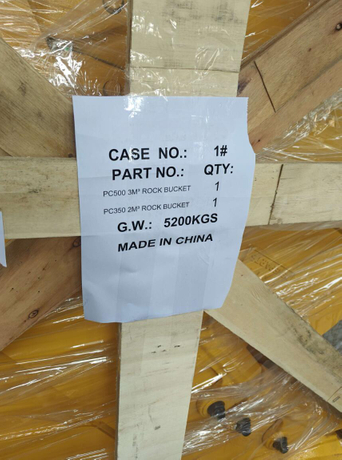 CASE NO.: 1#
PART NO.: QTY:
PC500 3M³ ROCK BUCKET 1
PC350 2M³ ROCK BUCKET 1
G.W.: 5200KGS
MADE IN CHINA